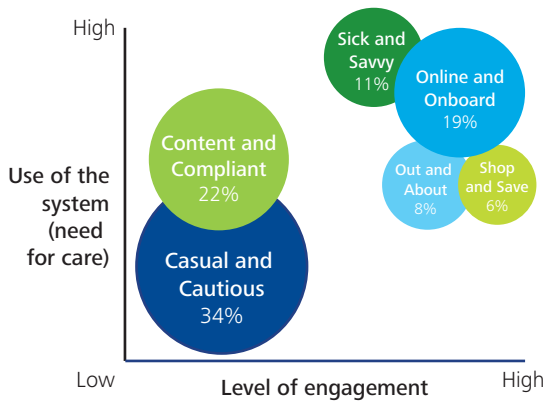 High
Sick and
Savvy
11%
Online and
Onboard
19%
Content and
Compliant
22%
Out and
About
8%
Shop
and Save
6%
Use of the
system
(need
for care)
Casual and
Cautious
34%
Low
Level of engagement
High